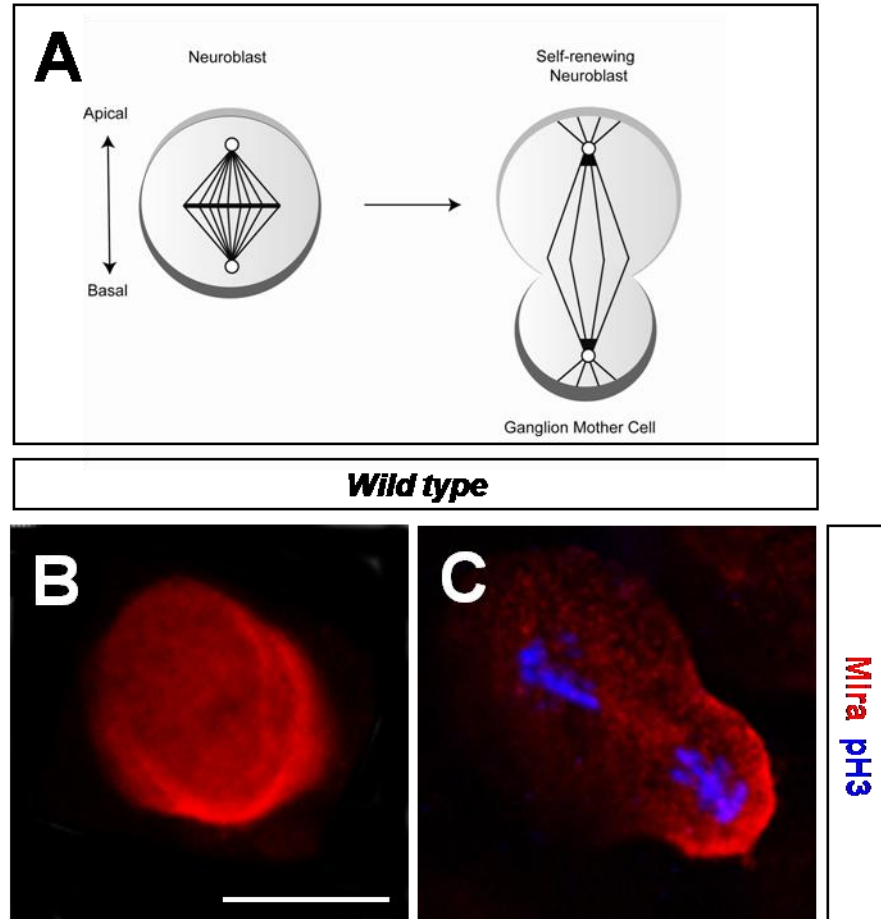 A
Neuroblast
Self-renewing
Neuroblast
Apical
Basal
Ganglion Mother Cell
Wild type
B
C
MIra pH3